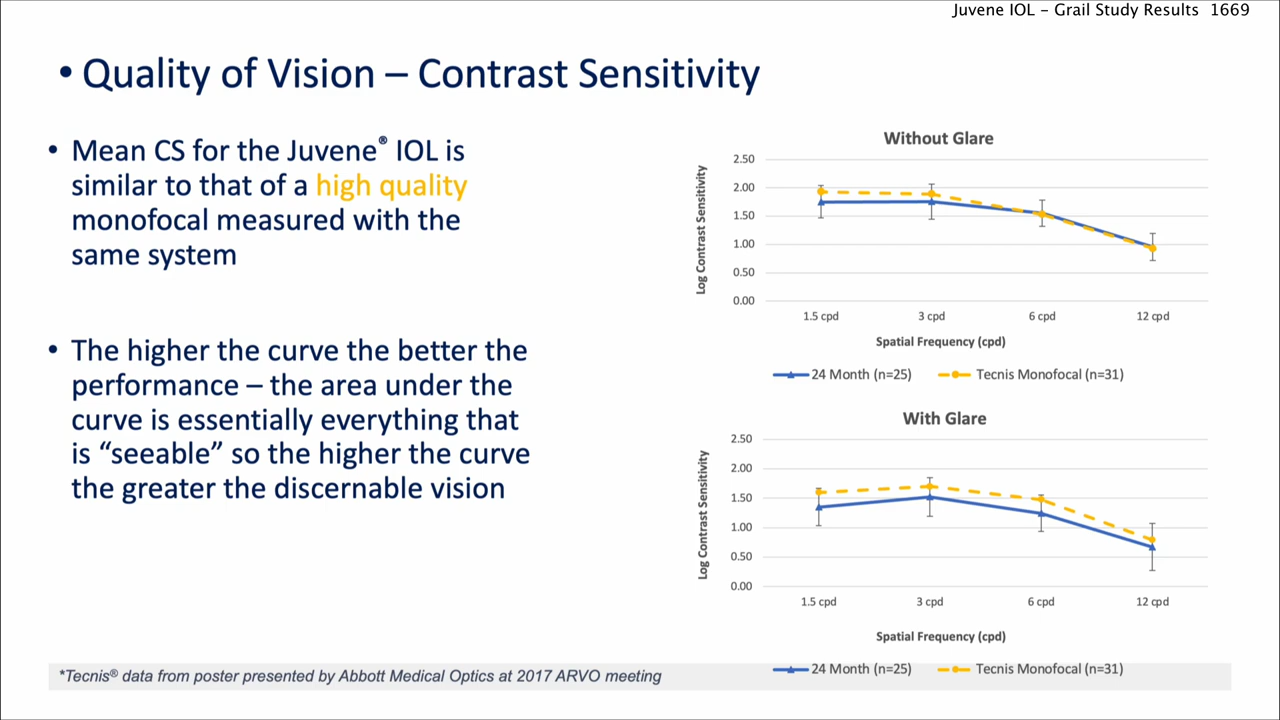 Juvene IOL – Grail Study Results 1669
• Quality of Vision – Contrast Sensitivity
• Mean CS for the Juvene® IOL is
similar to that of a high quality
monofocal measured with the
same system
• The higher the curve the better the
performance – the area under the
curve is essentially everything that
is “seeable” so the higher the curve
the greater the discernable vision
Without Glare
Log Contrast Sensitivity
2.50
2.00
1.50
1.00
0.50
0.00
1.5 cpd 3 cpd 6 cpd 12 cpd
Spatial Frequency (cpd)
24 Month (n=25) Tecnis Monofocal (n=31)
With Glare
Log Contrast Sensitivity
2.50
2.00
1.50
1.00
0.50
0.00
1.5 cpd 3 cpd 6 cpd 12 cpd
Spatial Frequency (cpd)
24 Month (n=25) Tecnis Monofocal (n=31)
*Tecnis® data from poster presented by Abbott Medical Optics at 2017 ARVO meeting